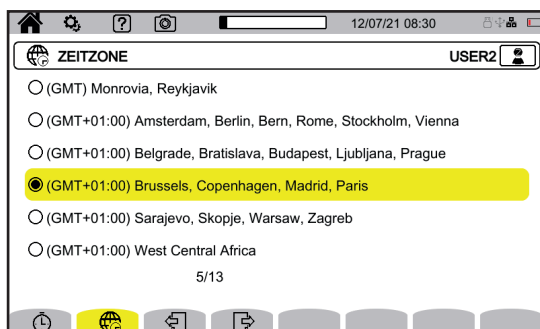 12/07/21 08:30
ZEITZONE
USER2
(GMT) Monrovia, Reykjavik
(GMT+01:00) Amsterdam, Berlin, Bern, Rome, Stockholm, Vienna
(GMT+01:00) Belgrade, Bratislava, Budapest, Ljubljana, Prague
(GMT+01:00) Brussels, Copenhagen, Madrid, Paris
(GMT+01:00) Sarajevo, Skopje, Warsaw, Zagreb
(GMT+01:00) West Central Africa
5/13